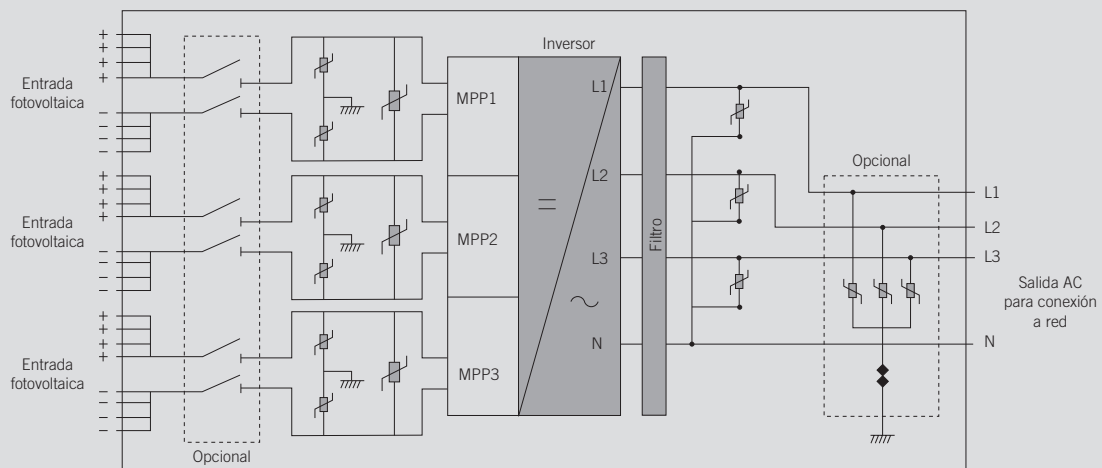 Inversor
+
+
+
+
Entrada
fotovoltaica
−
−
−
−
MPP1
L1
Opcional
+
+
+
+
Entrada
fotovoltaica
−
−
−
−
MPP2
L2
L3
Filtro
L1
L2
L3
Salida AC
para conexión
a red
+
+
+
+
Entrada
fotovoltaica
−
−
−
−
MPP3
N
N
Opcional